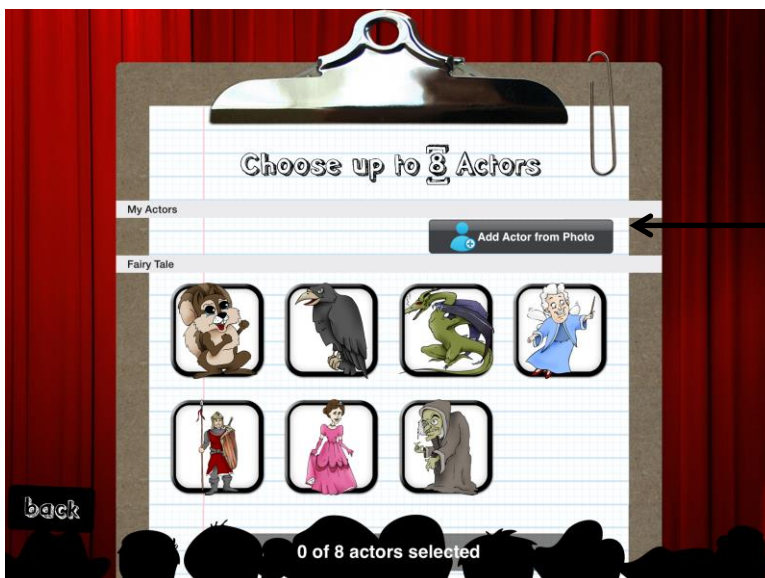 Choose up to 8 Actors
My Actors
Add Actor from Photo
Fairy Tale
back
0 of 8 actors selected